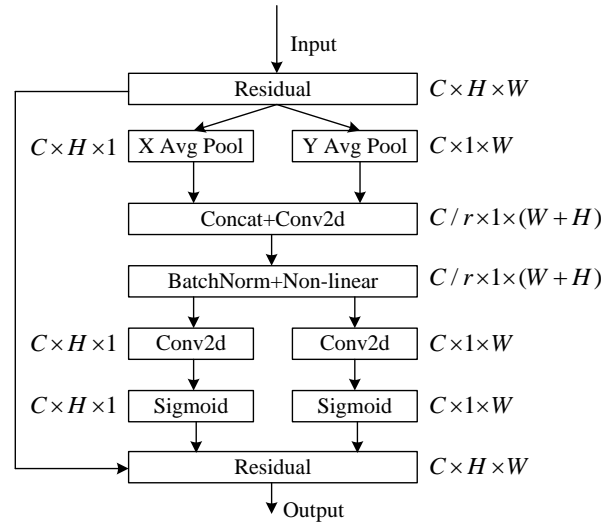 Input
Residual C×H×W
C×H×1 X Avg Pool Y Avg Pool C×1×W
Concat+Conv2d C/r×1×(W+H)
BatchNorm+Non-linear C/r×1×(W+H)
C×H×1 Conv2d Conv2d C×1×W
C×H×1 Sigmoid Sigmoid C×1×W
Residual C×H×W
Output